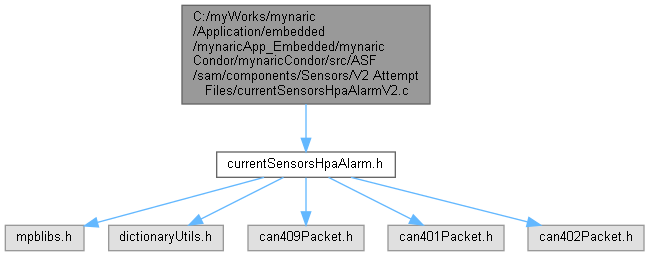 C:/myWorks/mynaric
/Application/embedded
/mynaricApp_Embedded/mynaric
Condor/mynaricCondor/src/ASF
/sam/components/Sensors/V2 Attempt
Files/currentSensorsHpaAlarmV2.c
currentSensorsHpaAlarm.h
mpblibs.h
dictionaryUtils.h
can409Packet.h
can401Packet.h
can402Packet.h